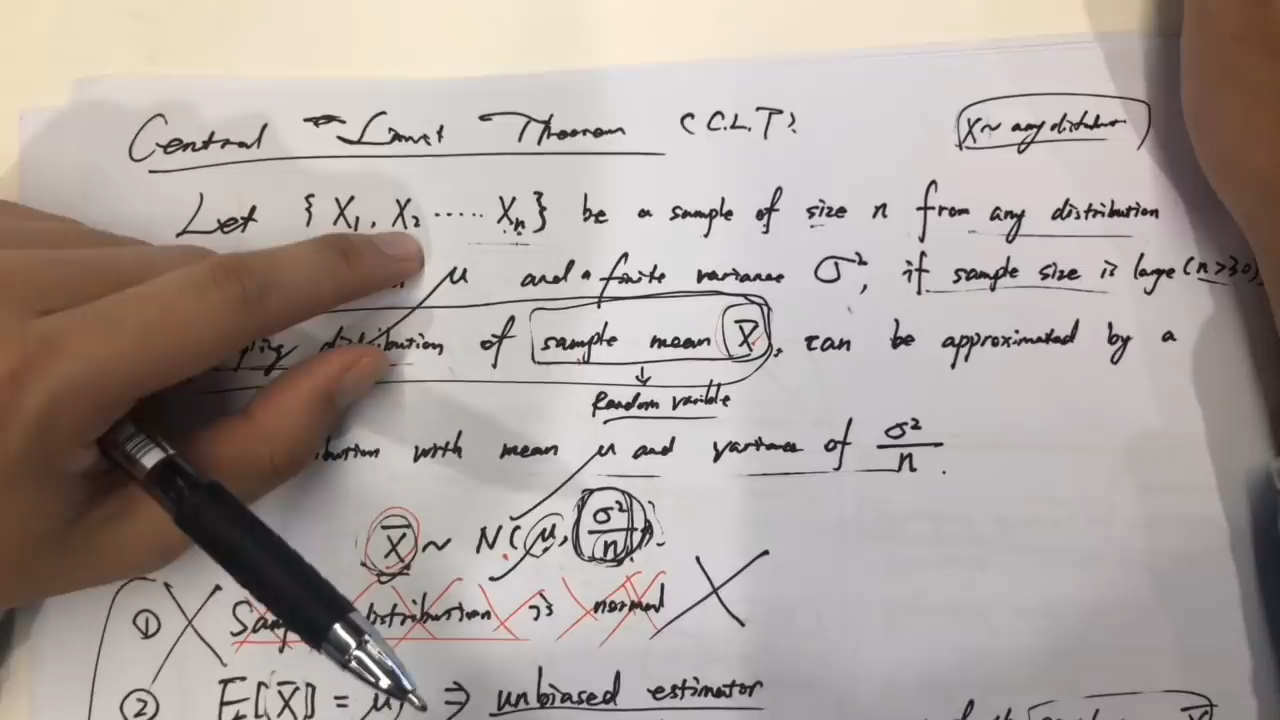 Central Limit Theorem (C.L.T)
X ~ any distribution
Let { X₁, X₂ ..... Xₙ } be a sample of size n from any distribution
μ and a finite variance σ², if sample size is large (n>30)
distribution of sample mean X̄, can be approximated by a
↓
Random varible
with mean μ and variance of σ²/n.
X̄ ~ N(μ, σ²/n)
① distribution is normal
② E[X̄] = μ ⇒ unbiased estimator